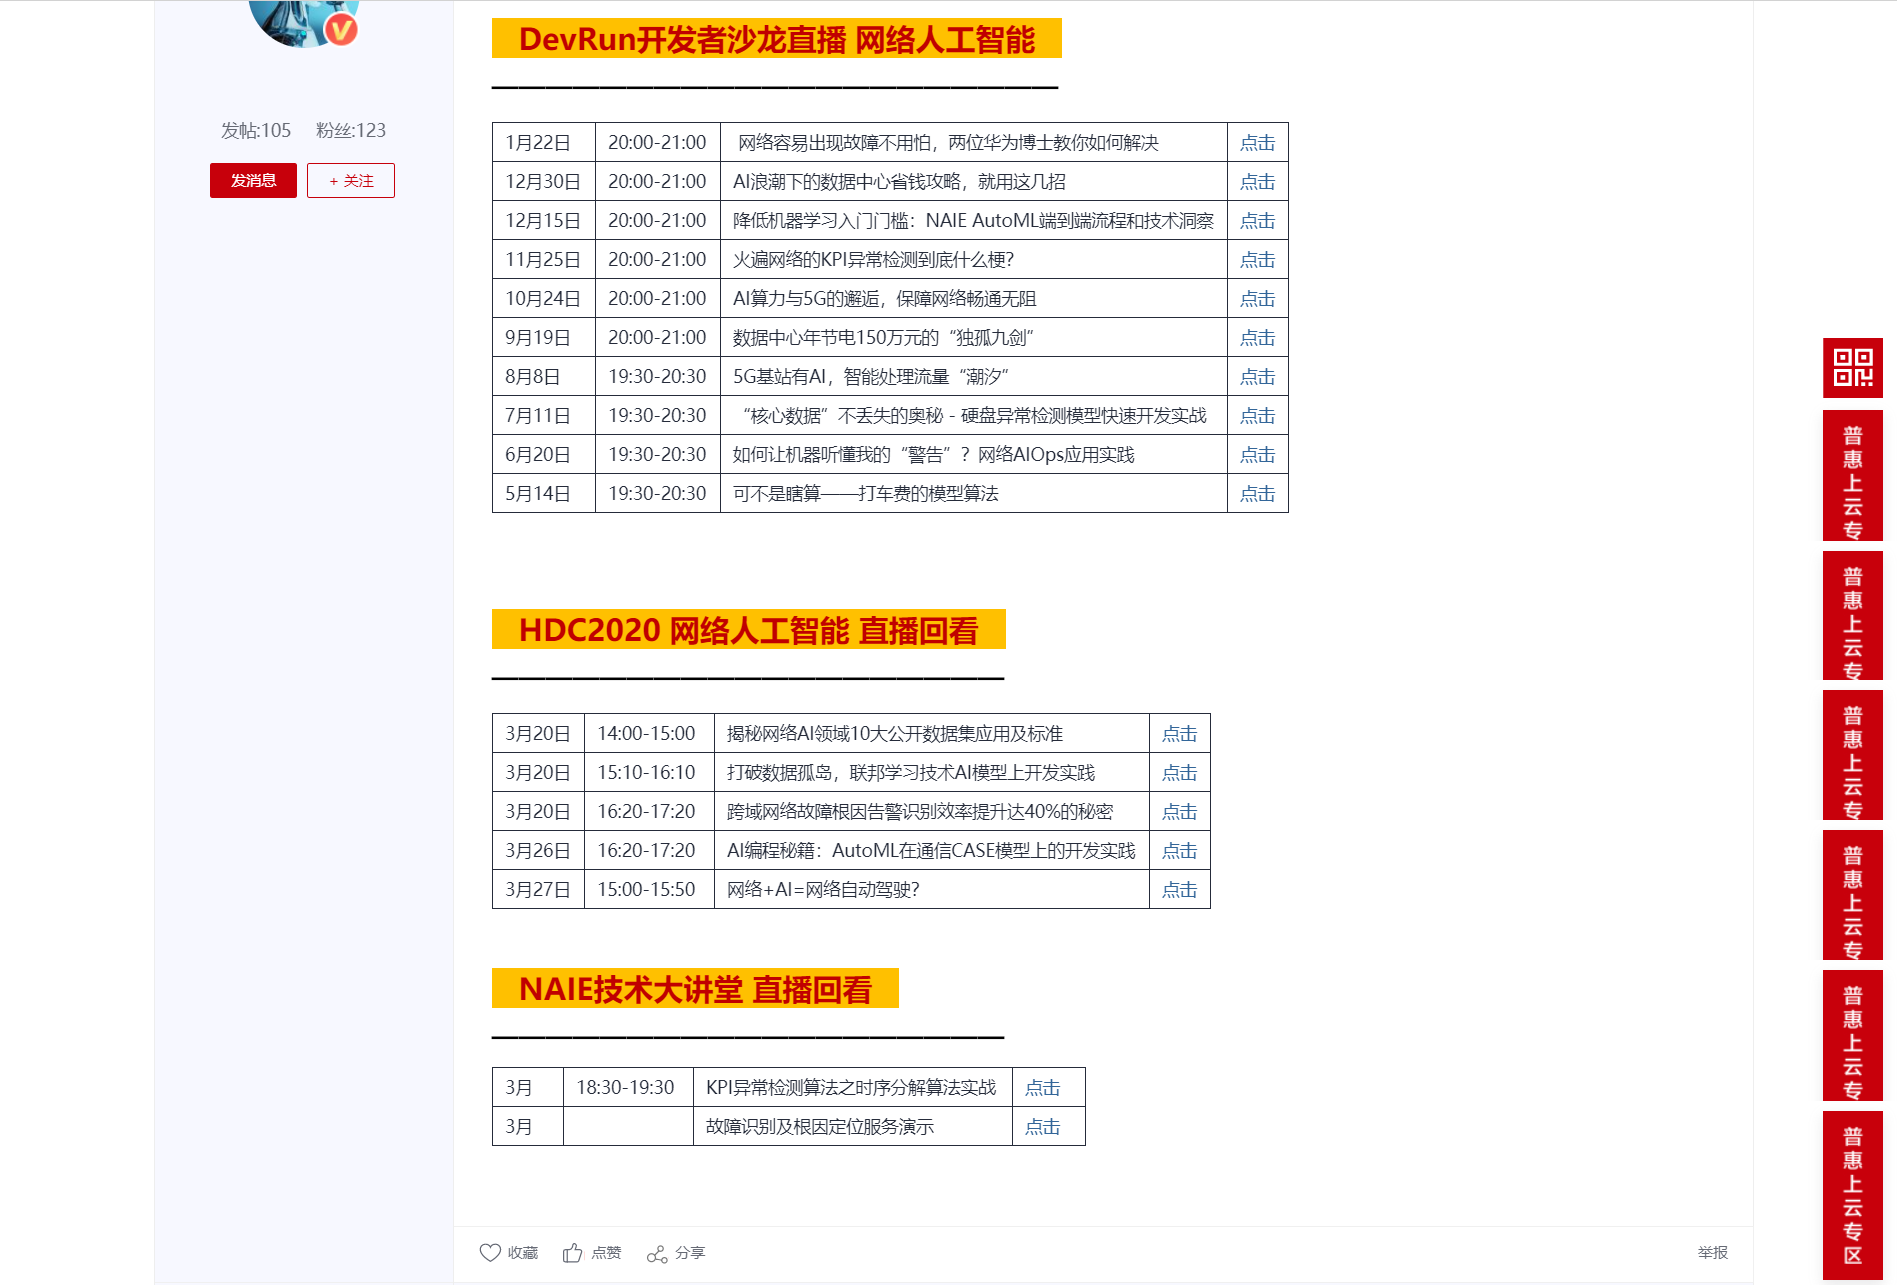 发帖:105 粉丝:123
发消息 + 关注
DevRun开发者沙龙直播 网络人工智能
1月22日 20:00-21:00 网络容易出现故障不用怕，两位华为博士教你如何解决 点击
12月30日 20:00-21:00 AI浪潮下的数据中心省钱攻略，就用这几招 点击
12月15日 20:00-21:00 降低机器学习入门门槛：NAIE AutoML端到端流程和技术洞察 点击
11月25日 20:00-21:00 火遍网络的KPI异常检测到底什么梗？ 点击
10月24日 20:00-21:00 AI算力与5G的邂逅，保障网络畅通无阻 点击
9月19日 20:00-21:00 数据中心年节电150万元的“独孤九剑” 点击
8月8日 19:30-20:30 5G基站有AI，智能处理流量“潮汐” 点击
7月11日 19:30-20:30 “核心数据”不丢失的奥秘 - 硬盘异常检测模型快速开发实战 点击
6月20日 19:30-20:30 如何让机器听懂我的“警告”？网络AIOps应用实践 点击
5月14日 19:30-20:30 可不是瞎算——打车费的模型算法 点击
HDC2020 网络人工智能 直播回看
3月20日 14:00-15:00 揭秘网络AI领域10大公开数据集应用及标准 点击
3月20日 15:10-16:10 打破数据孤岛，联邦学习技术AI模型上开发实践 点击
3月20日 16:20-17:20 跨域网络故障根因告警识别效率提升达40%的秘密 点击
3月26日 16:20-17:20 AI编程秘籍：AutoML在通信CASE模型上的开发实践 点击
3月27日 15:00-15:50 网络+AI=网络自动驾驶？ 点击
NAIE技术大讲堂 直播回看
3月 18:30-19:30 KPI异常检测算法之时序分解算法实战 点击
3月 故障识别及根因定位服务演示 点击
收藏 点赞 分享 举报
普惠上云专
普惠上云专
普惠上云专
普惠上云专
普惠上云专
普惠上云专区